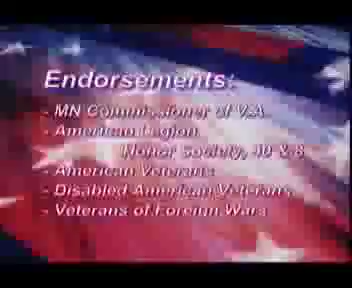 Endorsements:
- MN Commissioner of V.A.
- American Legion
Honor society, 40 & 8
- American Veterans
- Disabled American Veterans
- Veterans of Foreign Wars